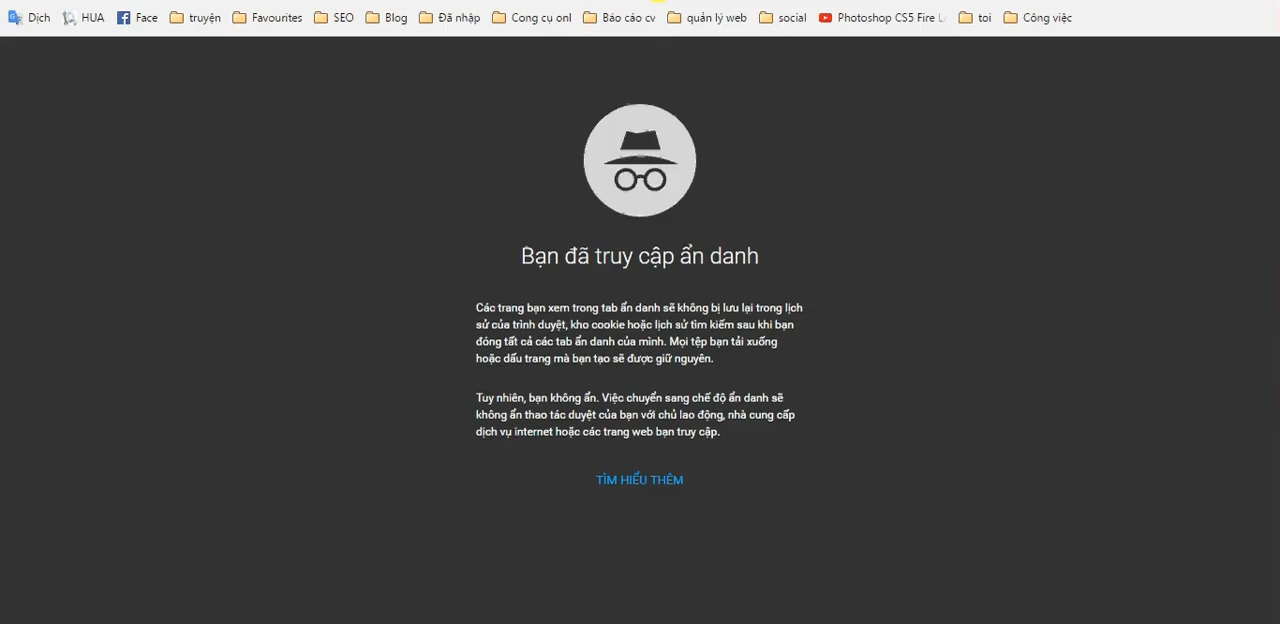 Dịch HUA Face truyện Favourites SEO Blog Đã nhập Cong cụ onl Báo cáo cv quản lý web social Photoshop CS5 Fire toi Công việc
Bạn đã truy cập ẩn danh
Các trang bạn xem trong tab ẩn danh sẽ không bị lưu lại trong lịch
sử của trình duyệt, kho cookie hoặc lịch sử tìm kiếm sau khi bạn
đóng tất cả các tab ẩn danh của mình. Mọi tệp bạn tải xuống
hoặc dấu trang mà bạn tạo sẽ được giữ nguyên.
Tuy nhiên, bạn không ẩn. Việc chuyển sang chế độ ẩn danh sẽ
không ẩn thao tác duyệt của bạn với chủ lao động, nhà cung cấp
dịch vụ internet hoặc các trang web bạn truy cập.
TÌM HIỂU THÊM